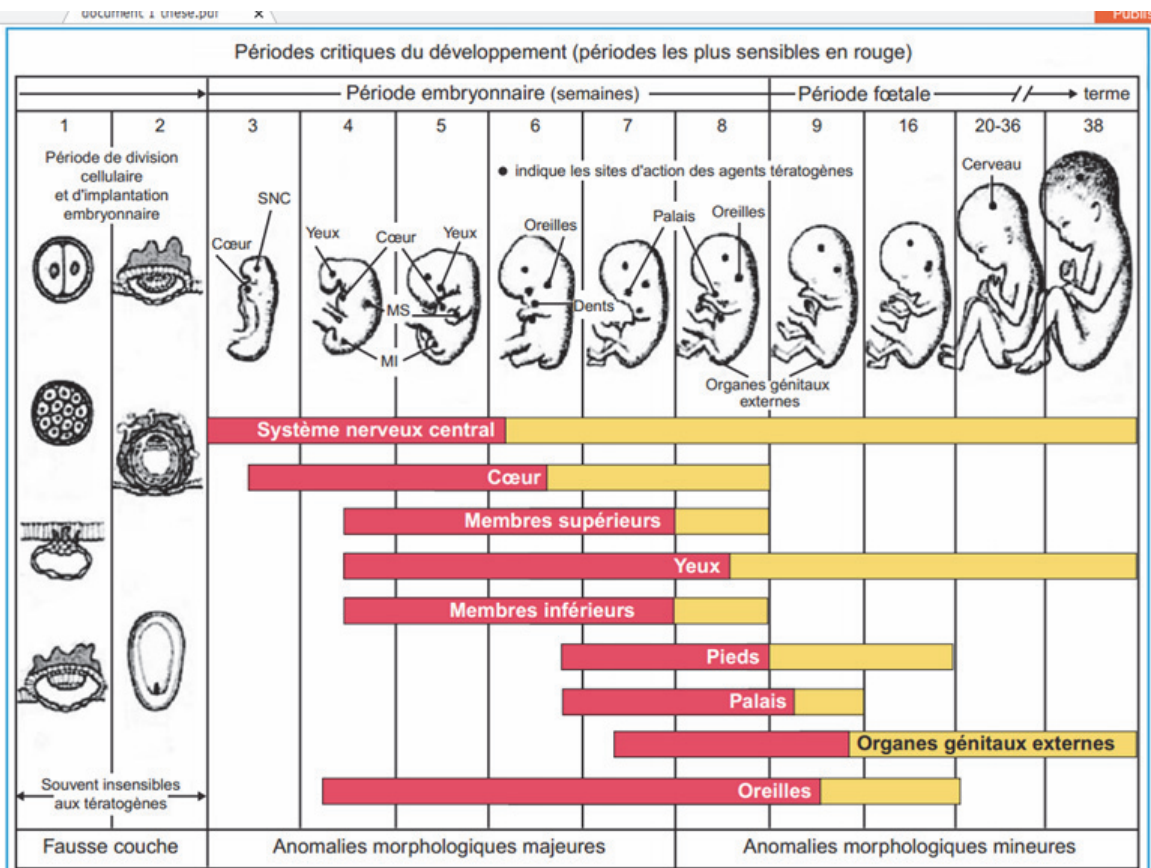 document 1 these.pdf X
Publis
Périodes critiques du développement (périodes les plus sensibles en rouge)
Période embryonnaire (semaines)
Période fœtale
terme
1 2 3 4 5 6 7 8 9 16 20-36 38
Période de division
cellulaire
et d'implantation
embryonnaire
• indique les sites d'action des agents tératogènes
SNC
Cœur
Yeux
Cœur
Yeux
MS
MI
Oreilles
Dents
Palais
Oreilles
Organes génitaux
externes
Cerveau
Système nerveux central
Cœur
Membres supérieurs
Yeux
Membres inférieurs
Pieds
Palais
Organes génitaux externes
Oreilles
Souvent insensibles
aux tératogènes
Fausse couche
Anomalies morphologiques majeures
Anomalies morphologiques mineures